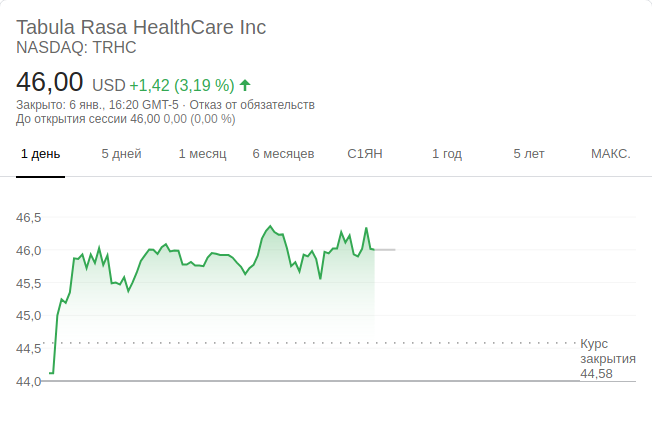 Tabula Rasa HealthCare Inc
NASDAQ: TRHC
46,00 USD +1,42 (3,19 %)
Закрыто: 6 янв., 16:20 GMT-5 · Отказ от обязательств
До открытия сессии 46,00 0,00 (0,00 %)
1 день 5 дней 1 месяц 6 месяцев С1ЯН 1 год 5 лет МАКС.
46,5
46,0
45,5
45,0
44,5
44,0
Курс
закрытия
44,58